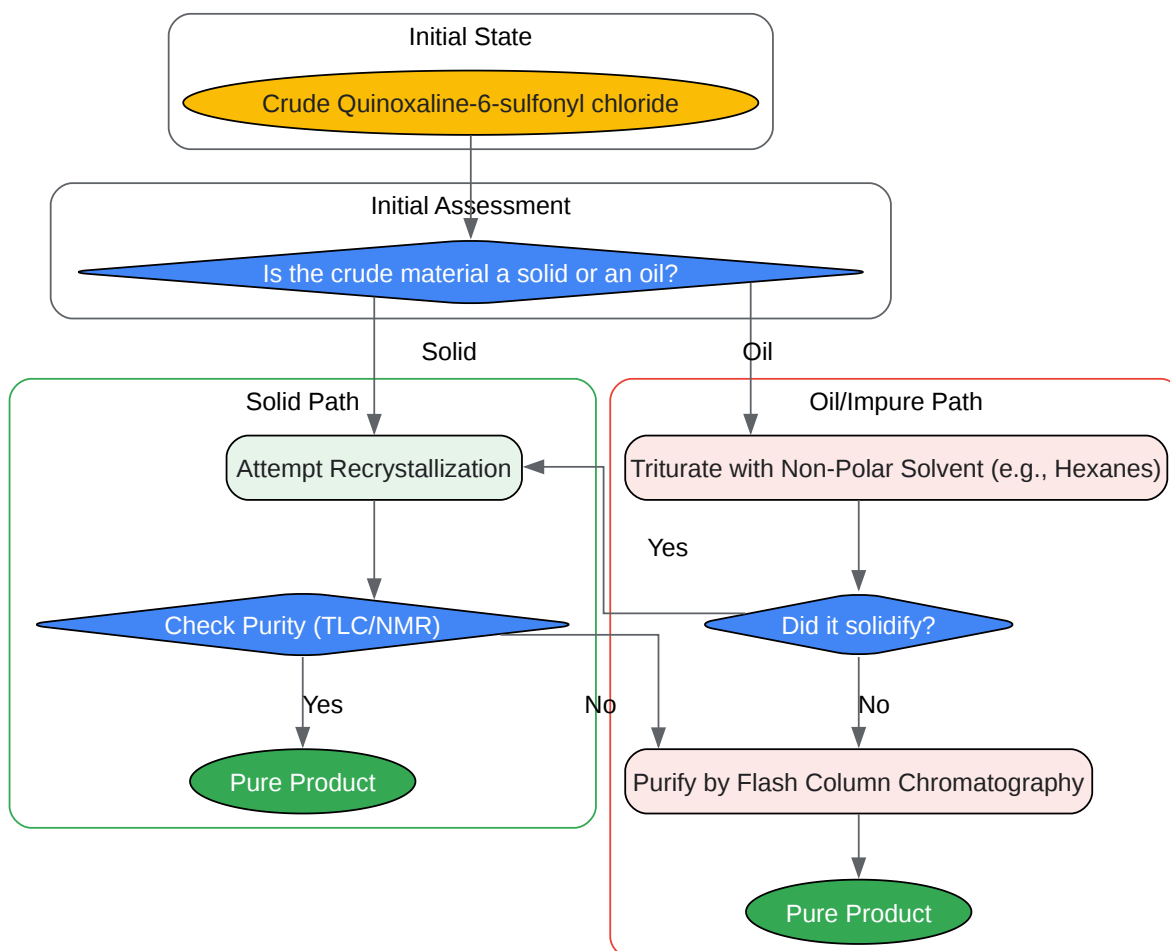 Initial State
Crude Quinoxaline-6-sulfonyl chloride
Initial Assessment
Is the crude material a solid or an oil?
Solid
Oil
Solid Path
Oil/Impure Path
Attempt Recrystallization
Triturate with Non-Polar Solvent (e.g., Hexanes)
Yes
Check Purity (TLC/NMR)
Did it solidify?
Yes
No
No
Pure Product
Purify by Flash Column Chromatography
Pure Product